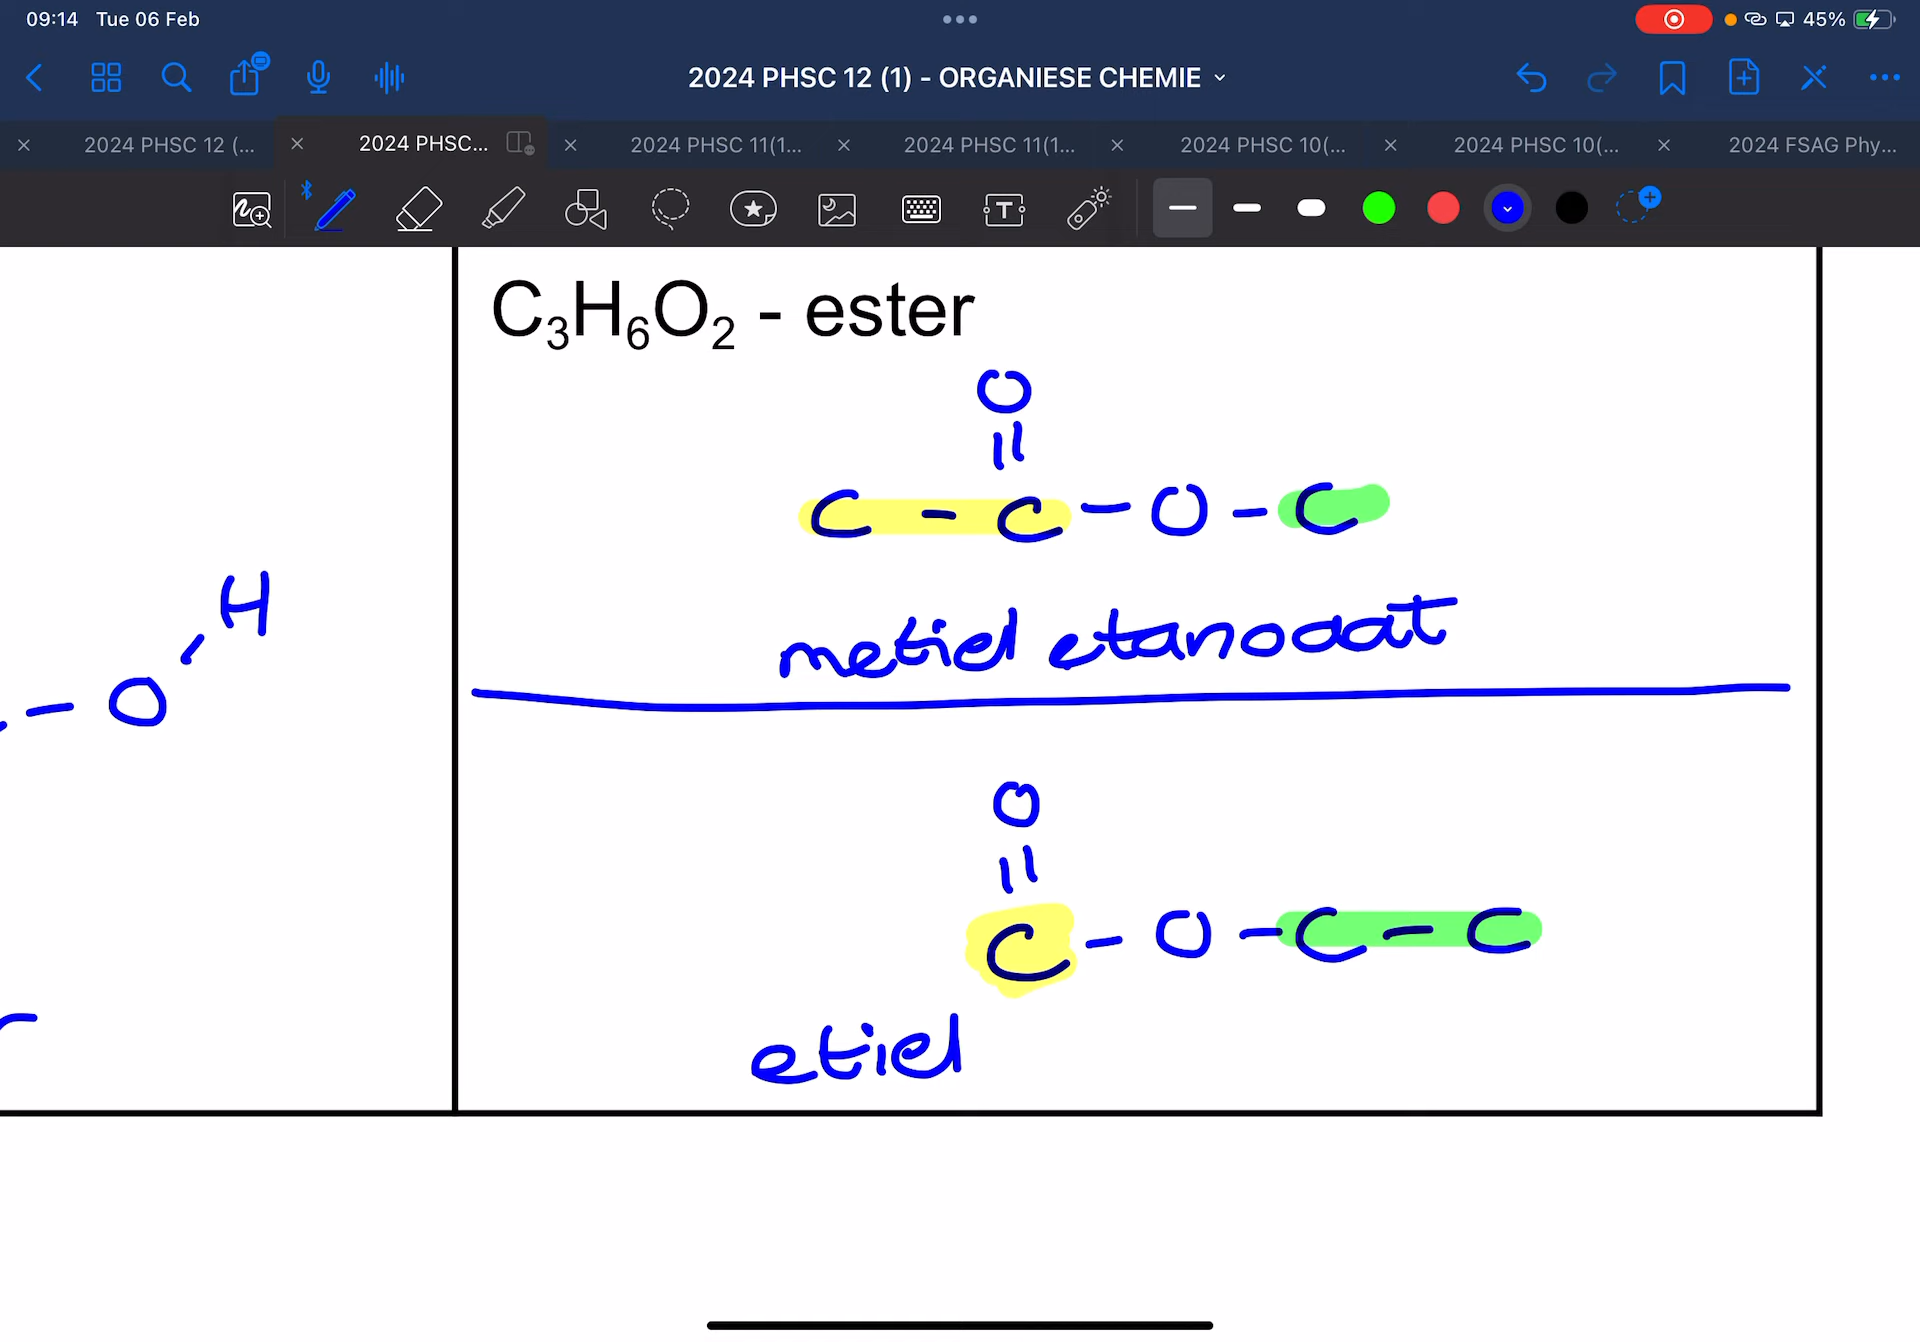 09:14 Tue 06 Feb
45%
2024 PHSC 12 (1) - ORGANIESE CHEMIE
2024 PHSC 12 (... 2024 PHSC... 2024 PHSC 11(1... 2024 PHSC 11(1... 2024 PHSC 10(... 2024 PHSC 10(... 2024 FSAG Phy...
T
C₃H₆O₂ - ester
O
||
C - C - O - C
H
metiel etanoaat
O
O
||
C - O - C - C
etiel